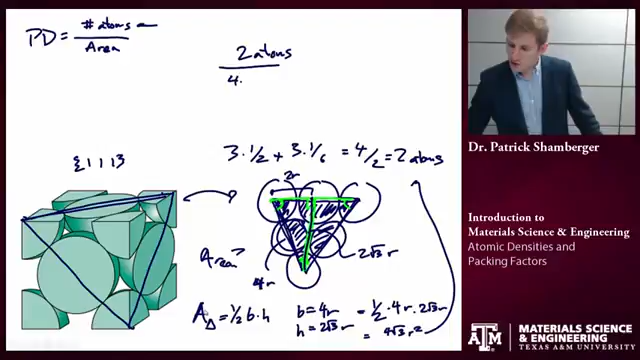 PD = # atoms / Area
2 atoms
4.
{111}
3·1/2 + 3·1/6 = 4/2 = 2 atoms
2r
Area?
4r
2√3 r
A△ = 1/2 b·h
b = 4r
h = 2√3 r
= 1/2 · 4r · 2√3 r
= 4√3 r²
Dr. Patrick Shamberger
Introduction to
Materials Science & Engineering
Atomic Densities and
Packing Factors
ATM
MATERIALS SCIENCE
& ENGINEERING
TEXAS A&M UNIVERSITY